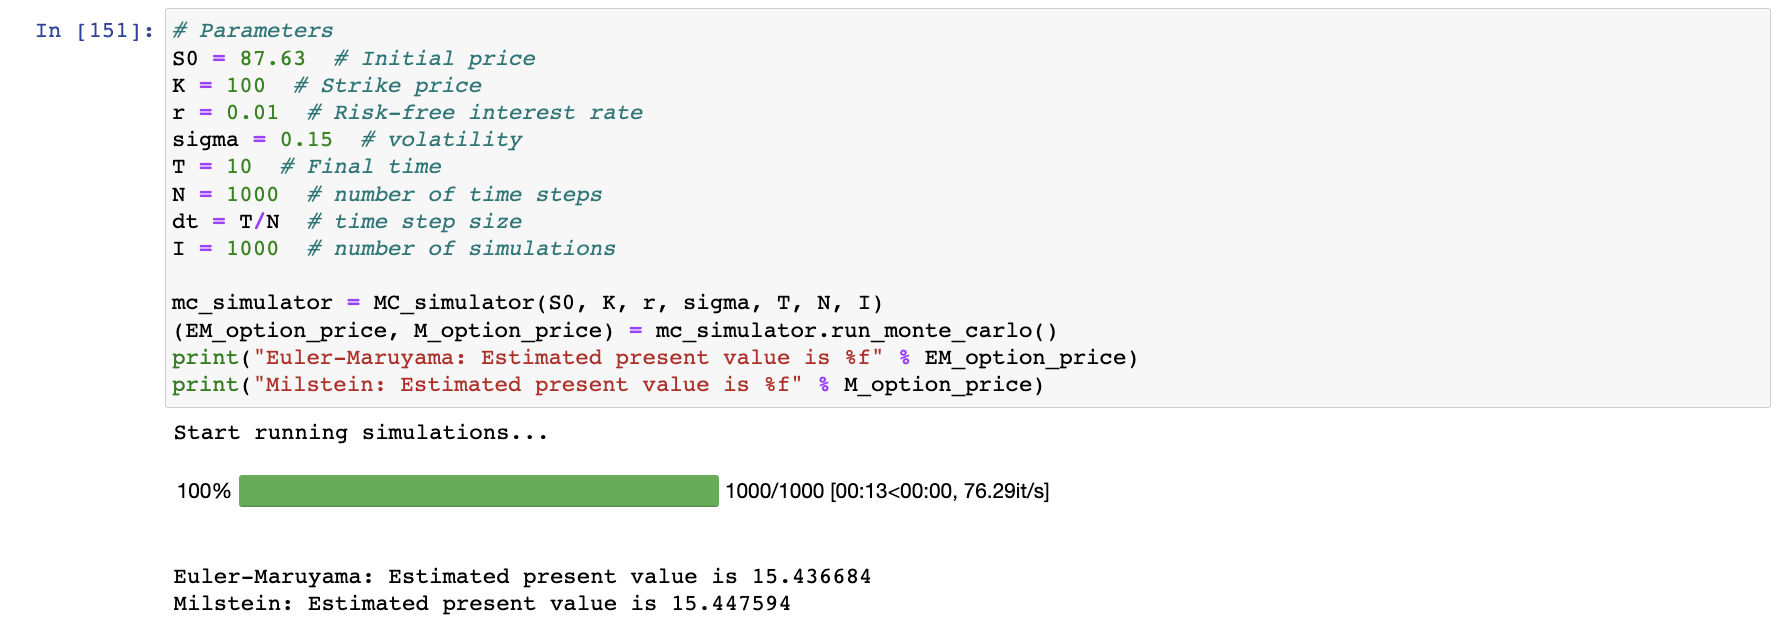 In [151]:
# Parameters
S0 = 87.63  # Initial price
K = 100  # Strike price
r = 0.01  # Risk-free interest rate
sigma = 0.15  # volatility
T = 10  # Final time
N = 1000  # number of time steps
dt = T/N  # time step size
I = 1000  # number of simulations
mc_simulator = MC_simulator(S0, K, r, sigma, T, N, I)
(EM_option_price, M_option_price) = mc_simulator.run_monte_carlo()
print("Euler-Maruyama: Estimated present value is %f" % EM_option_price)
print("Milstein: Estimated present value is %f" % M_option_price)
Start running simulations...
100% 1000/1000 [00:13<00:00, 76.29it/s]
Euler-Maruyama: Estimated present value is 15.436684
Milstein: Estimated present value is 15.447594